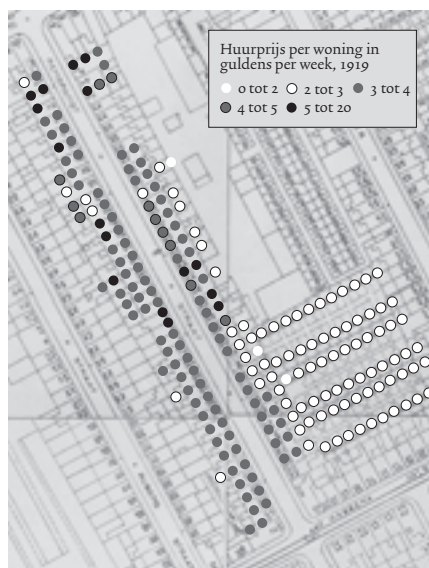 Huurprijs per woning in
guldens per week, 1919
0 tot 2 2 tot 3 3 tot 4
4 tot 5 5 tot 20